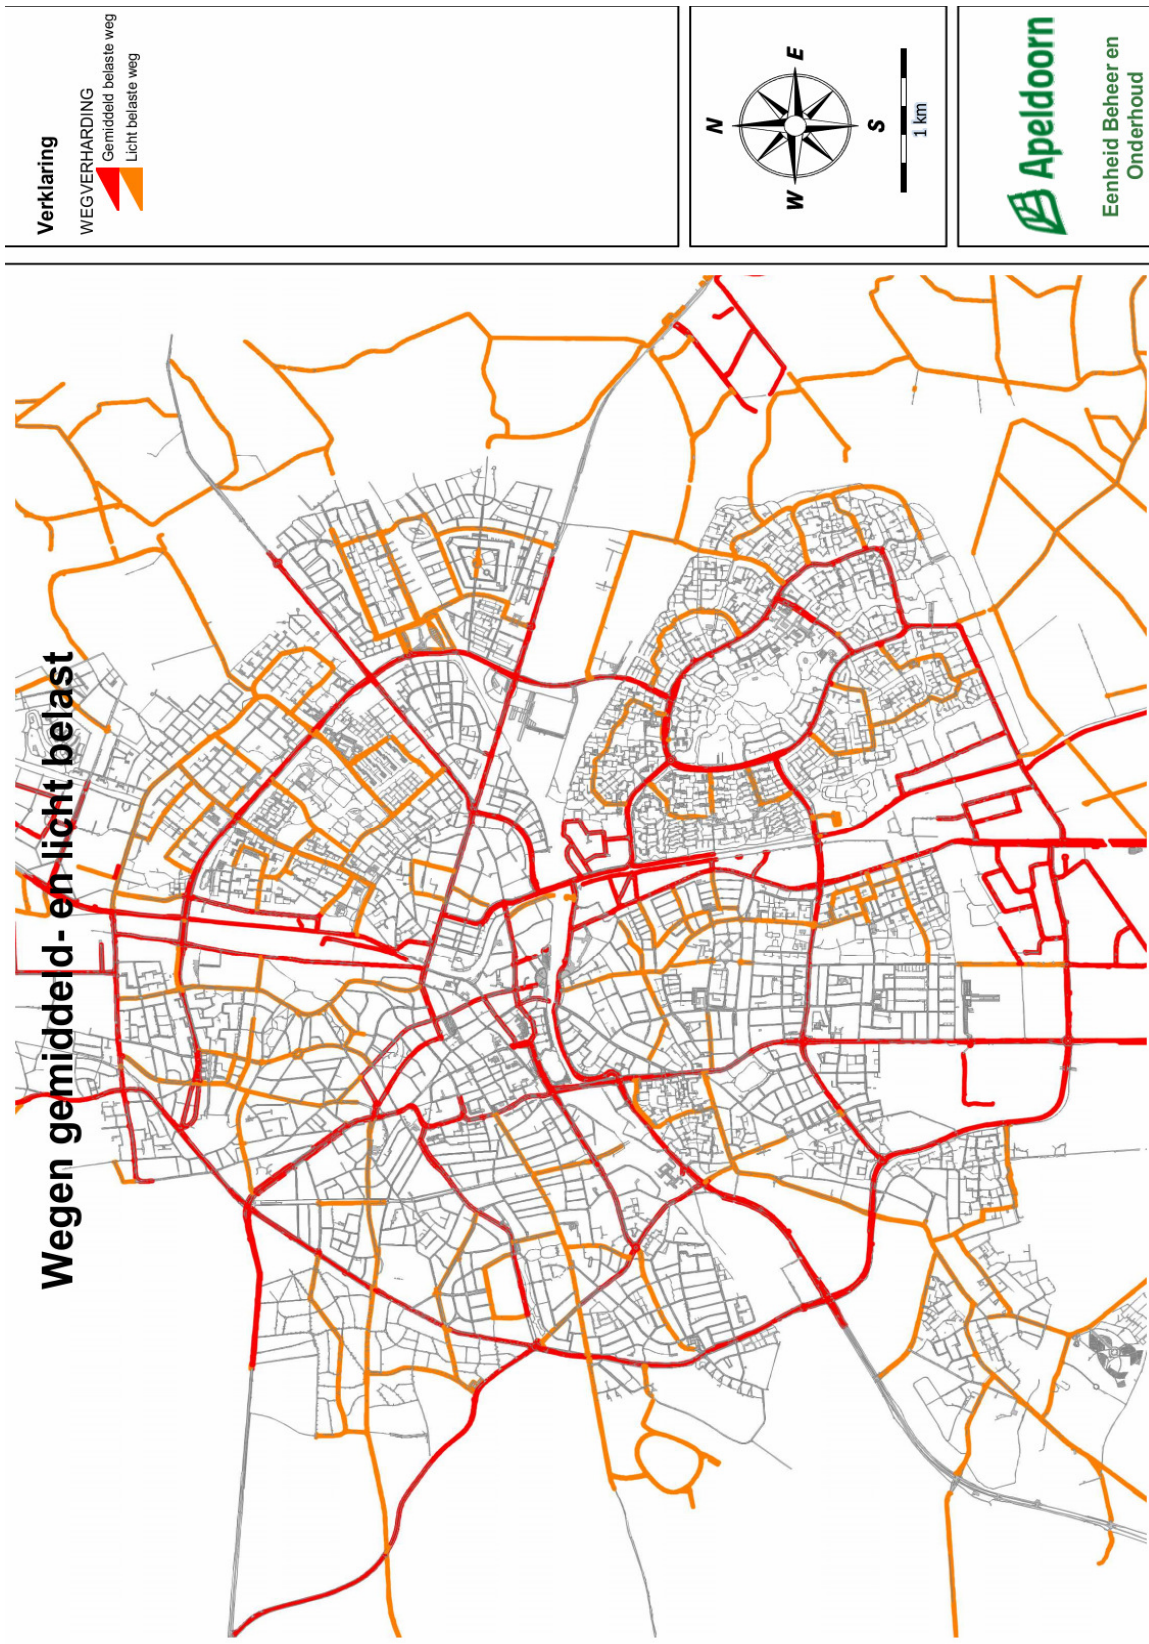 Wegen gemiddeld- en licht belast
Verklaring
WEGVERHARDING
Gemiddeld belaste weg
Licht belaste weg
N
W
E
S
1 km
Apeldoorn
Eenheid Beheer en
Onderhoud